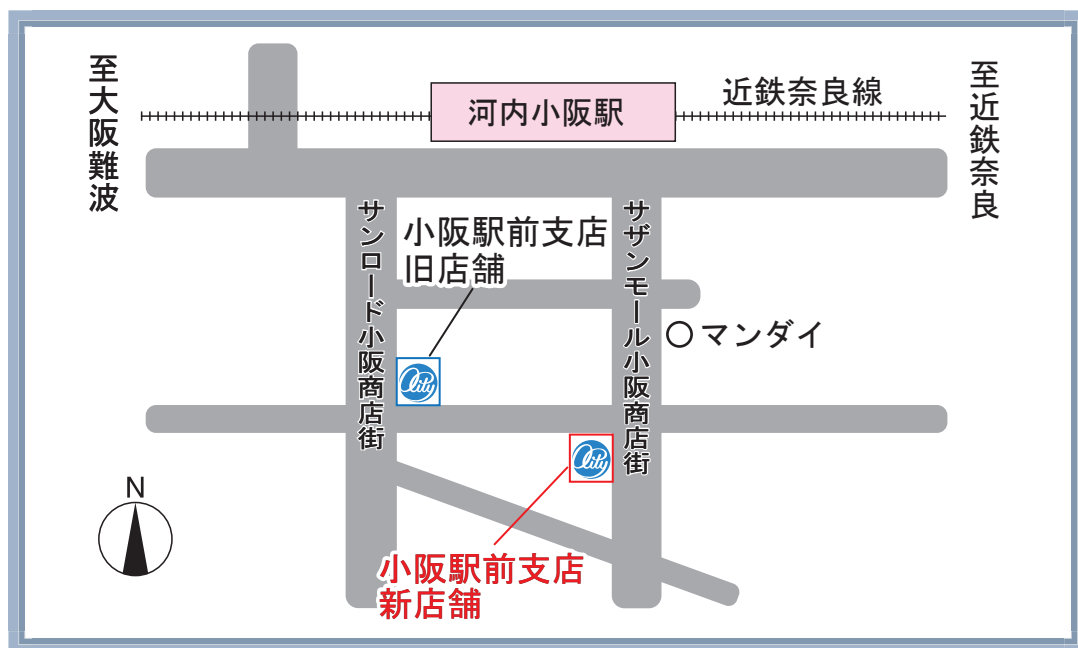 至大阪難波
河内小阪駅
近鉄奈良線
至近鉄奈良
サンロード小阪商店街
小阪駅前支店
旧店舗
サザンモール小阪商店街
マンダイ
City
City
N
小阪駅前支店
新店舗